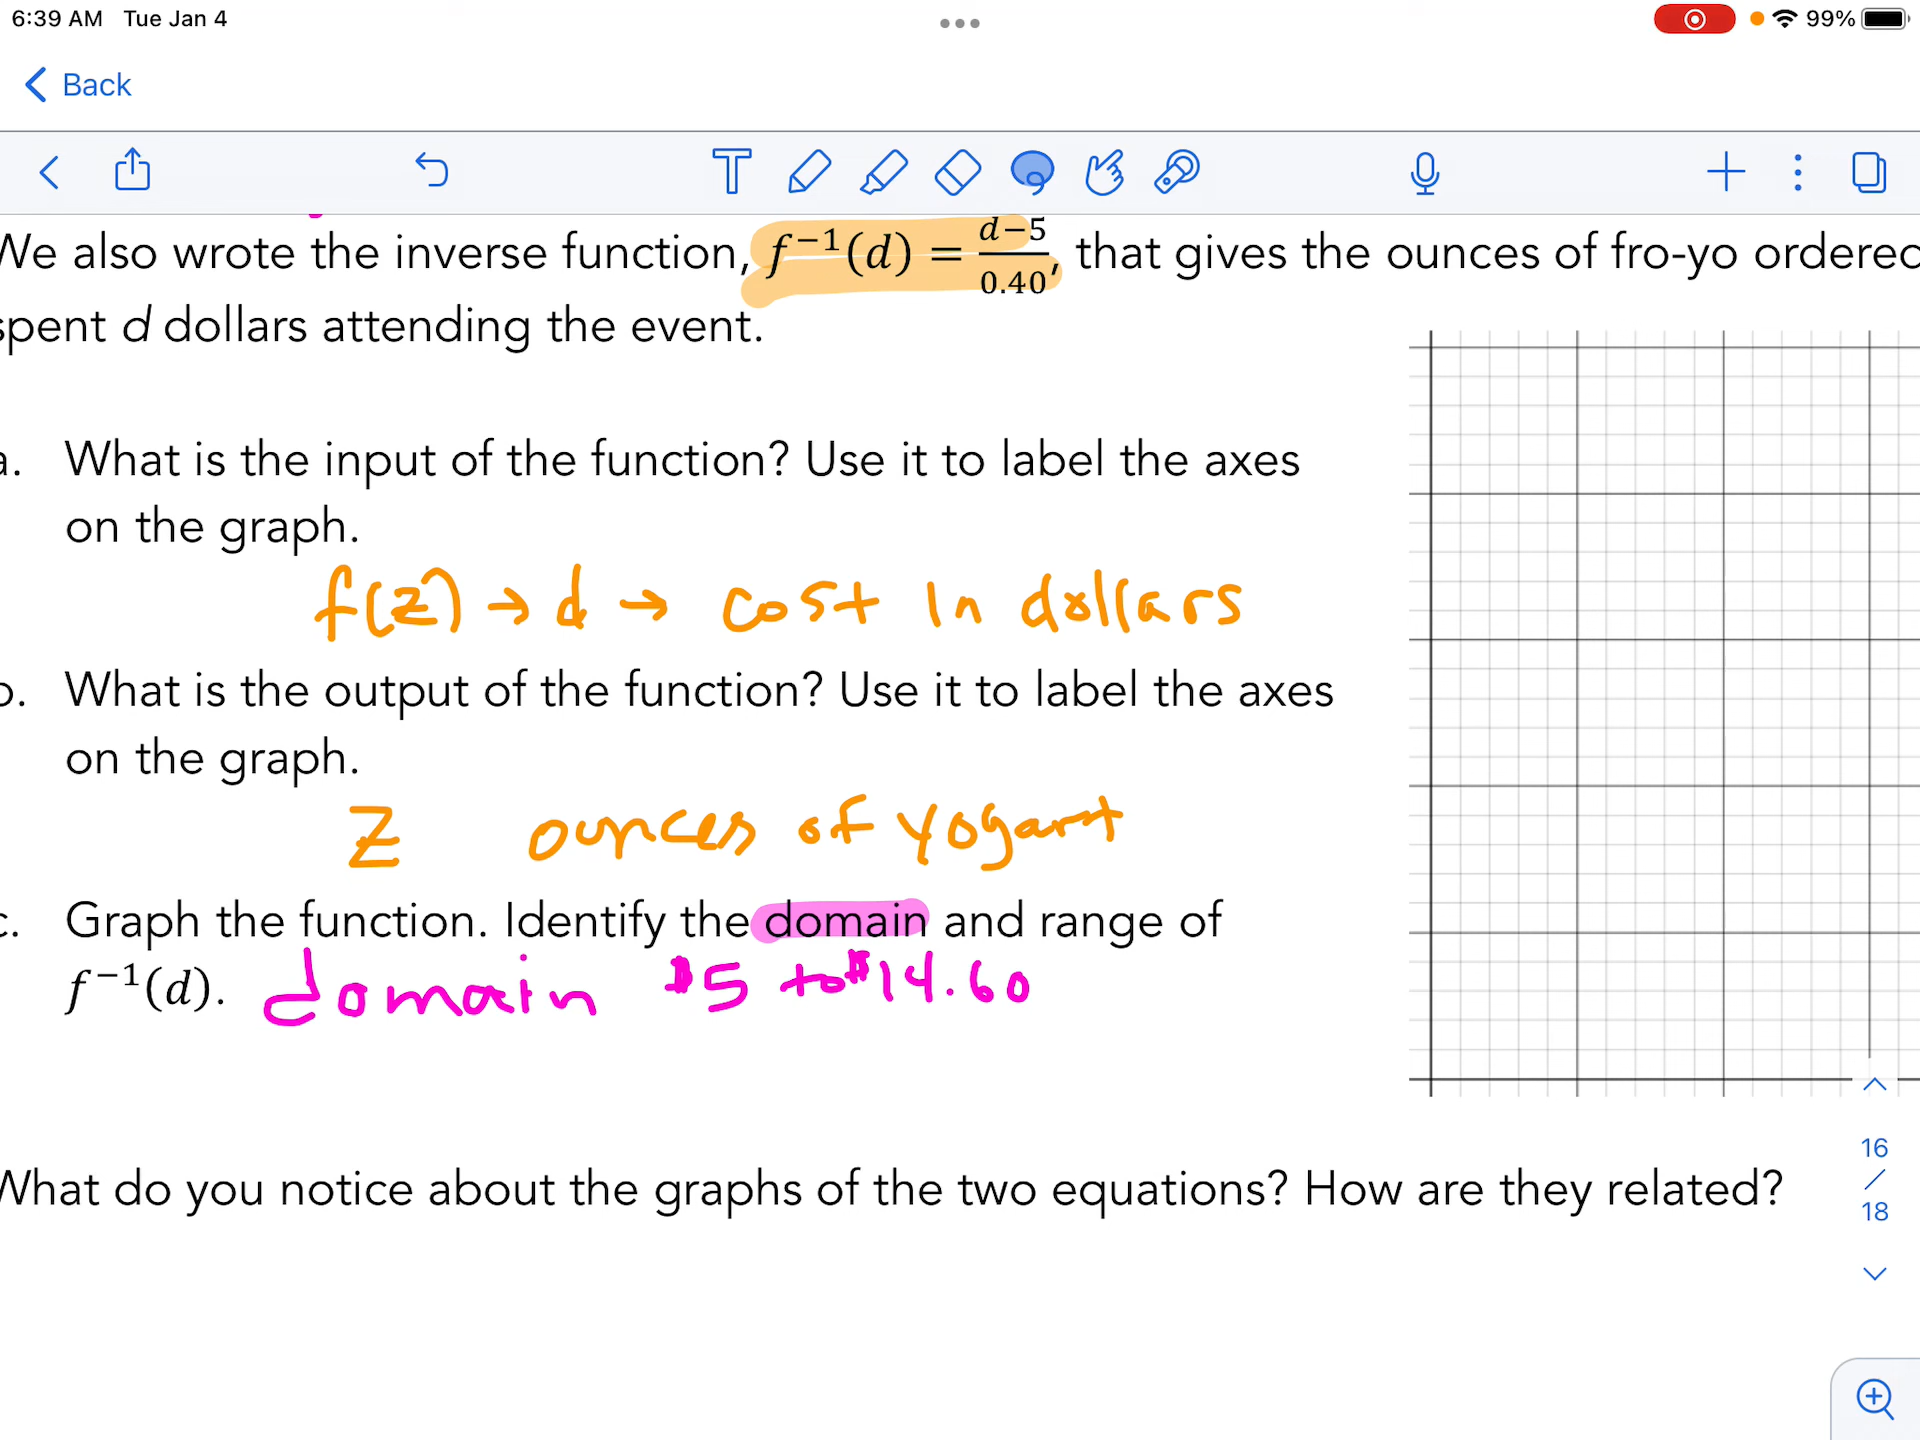 6:39 AM Tue Jan 4
99%
Back
We also wrote the inverse function, f⁻¹(d) = (d−5)/0.40, that gives the ounces of fro-yo ordered
spent d dollars attending the event.
a. What is the input of the function? Use it to label the axes
on the graph.
f(z) → d → cost in dollars
b. What is the output of the function? Use it to label the axes
on the graph.
z ounces of yogart
c. Graph the function. Identify the domain and range of
f⁻¹(d). domain $5 to $14.60
What do you notice about the graphs of the two equations? How are they related?
16
/
18